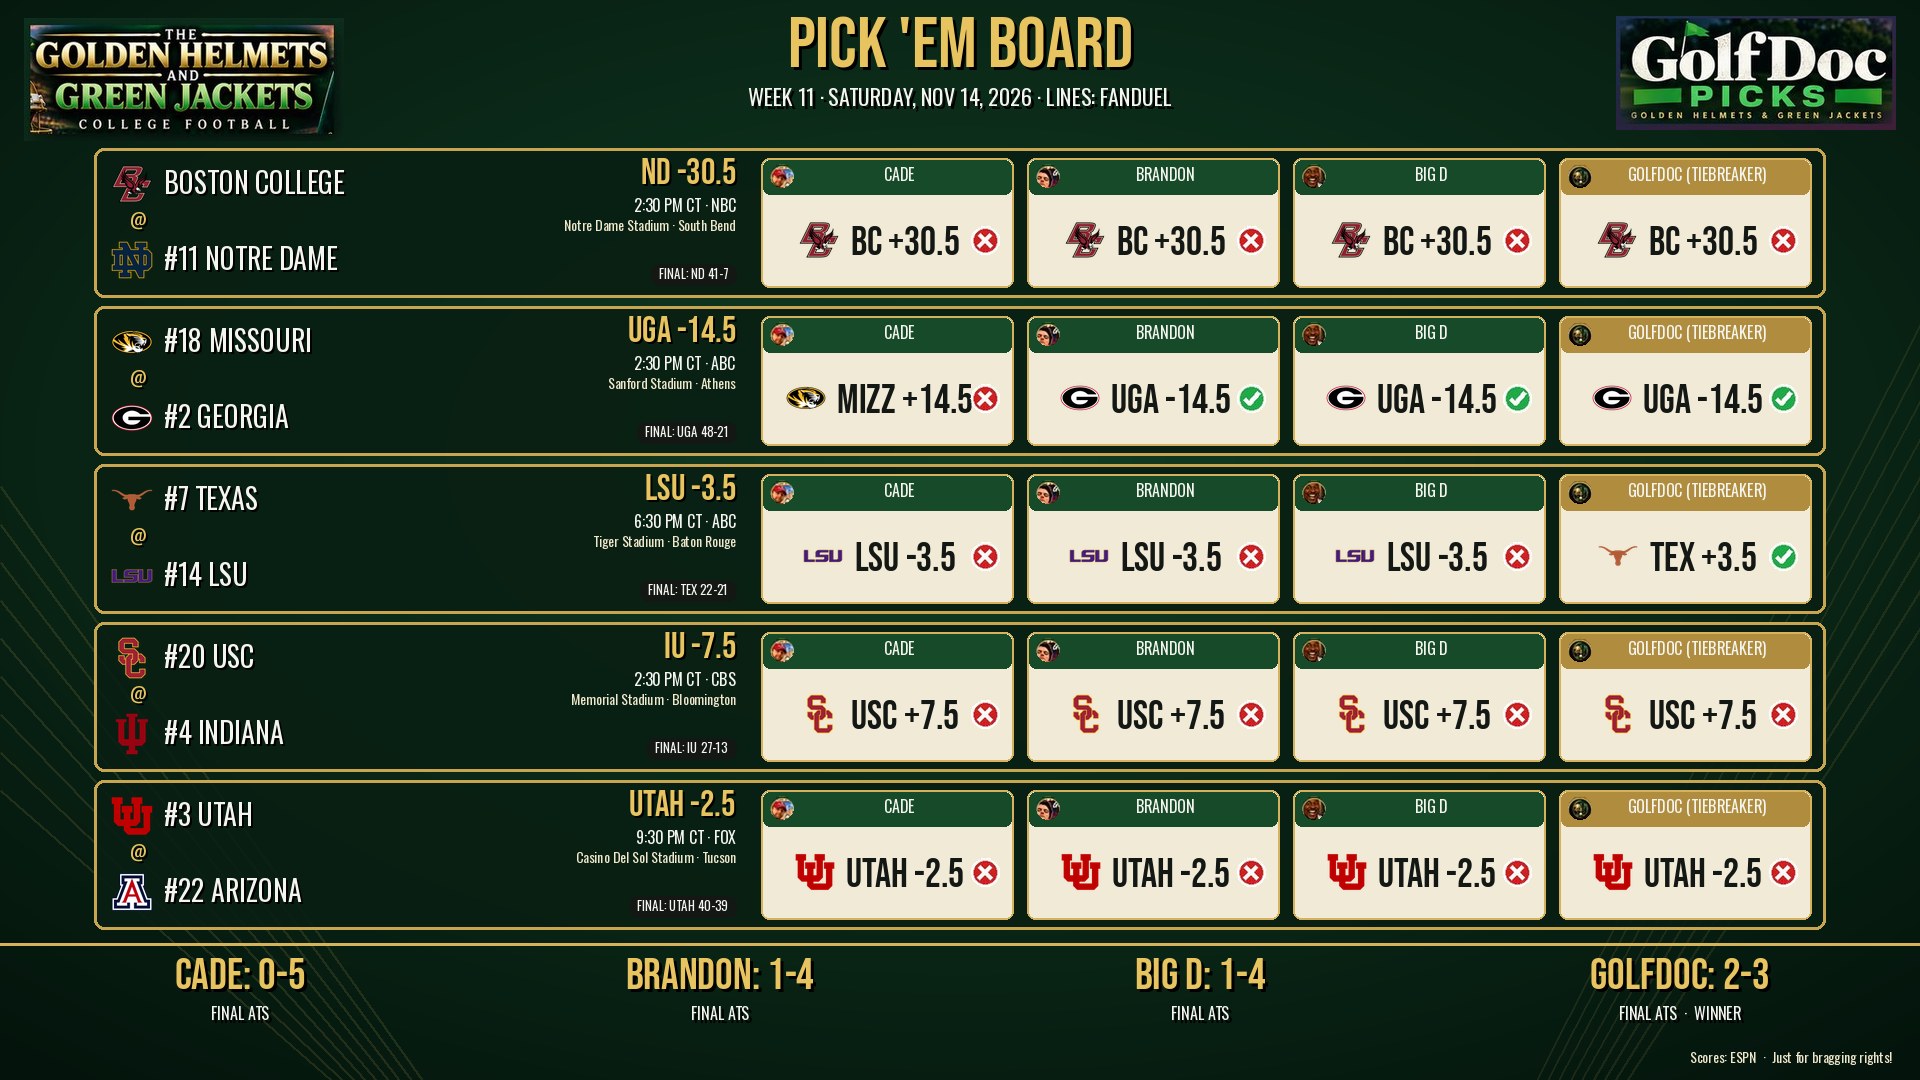 THE
GOLDEN HELMETS
AND
GREEN JACKETS
COLLEGE FOOTBALL
PICK 'EM BOARD
WEEK 11 · SATURDAY, NOV 14, 2026 · LINES: FANDUEL
GolfDoc
PICKS
GOLDEN HELMETS & GREEN JACKETS
BOSTON COLLEGE
@
#11 NOTRE DAME
ND -30.5
2:30 PM CT · NBC
Notre Dame Stadium · South Bend
FINAL: ND 41-7
CADE
BC +30.5
BRANDON
BC +30.5
BIG D
BC +30.5
GOLFDOC (TIEBREAKER)
BC +30.5
#18 MISSOURI
@
#2 GEORGIA
UGA -14.5
2:30 PM CT · ABC
Sanford Stadium · Athens
FINAL: UGA 48-21
CADE
MIZZ +14.5
BRANDON
UGA -14.5
BIG D
UGA -14.5
GOLFDOC (TIEBREAKER)
UGA -14.5
#7 TEXAS
@
LSU
#14 LSU
LSU -3.5
6:30 PM CT · ABC
Tiger Stadium · Baton Rouge
FINAL: TEX 22-21
CADE
LSU LSU -3.5
BRANDON
LSU LSU -3.5
BIG D
LSU LSU -3.5
GOLFDOC (TIEBREAKER)
TEX +3.5
#20 USC
@
#4 INDIANA
IU -7.5
2:30 PM CT · CBS
Memorial Stadium · Bloomington
FINAL: IU 27-13
CADE
USC +7.5
BRANDON
USC +7.5
BIG D
USC +7.5
GOLFDOC (TIEBREAKER)
USC +7.5
#3 UTAH
@
#22 ARIZONA
UTAH -2.5
9:30 PM CT · FOX
Casino Del Sol Stadium · Tucson
FINAL: UTAH 40-39
CADE
UTAH -2.5
BRANDON
UTAH -2.5
BIG D
UTAH -2.5
GOLFDOC (TIEBREAKER)
UTAH -2.5
CADE: 0-5
FINAL ATS
BRANDON: 1-4
FINAL ATS
BIG D: 1-4
FINAL ATS
GOLFDOC: 2-3
FINAL ATS · WINNER
Scores: ESPN · Just for bragging rights!